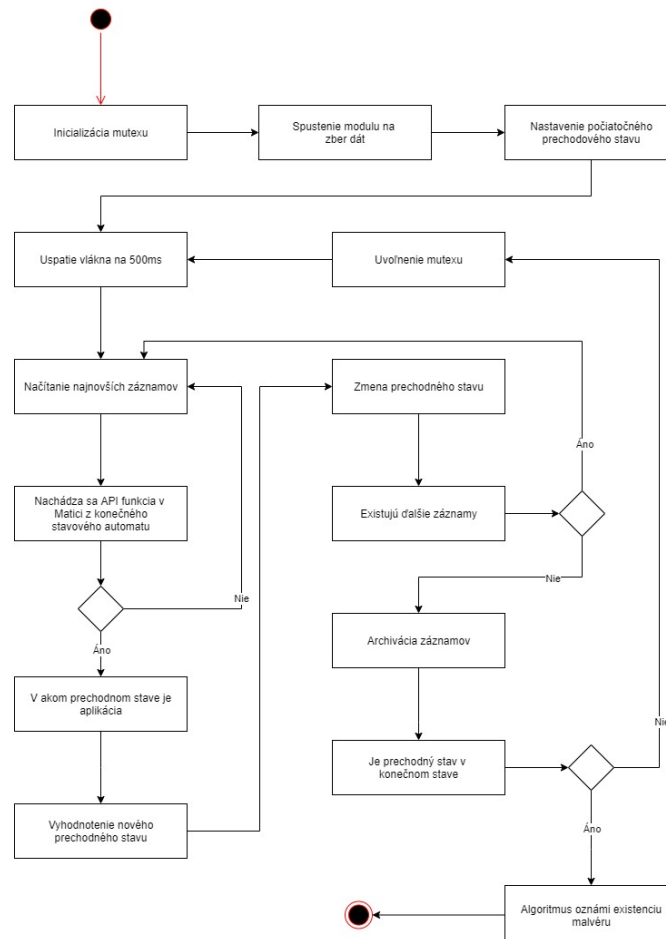 Inicializácia mutexu
Spustenie modulu na
zber dát
Nastavenie počiatočného
prechodového stavu
Uspatie vlákna na 500ms
Uvoľnenie mutexu
Načítanie najnovších záznamov
Zmena prechodného stavu
Áno
Nachádza sa API funkcia v
Matici z konečného
stavového automatu
Existujú ďalšie záznamy
Nie
Nie
Áno
Archivácia záznamov
V akom prechodnom stave je
aplikácia
Nie
Je prechodný stav v
konečnom stave
Vyhodnotenie nového
prechodného stavu
Áno
Algoritmus oznámi existenciu
malvéru